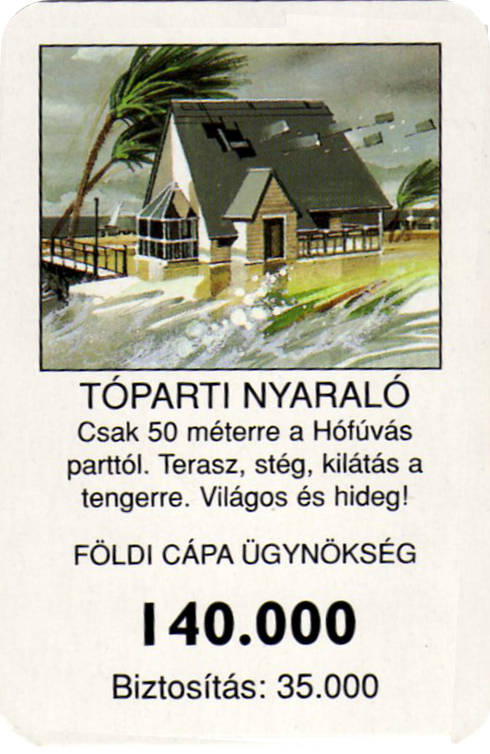 TÓPARTI NYARALÓ
Csak 50 méterre a Hófúvás
parttól. Terasz, stég, kilátás a
tengerre. Világos és hideg!
FÖLDI CÁPA ÜGYNÖKSÉG
140.000
Biztosítás: 35.000